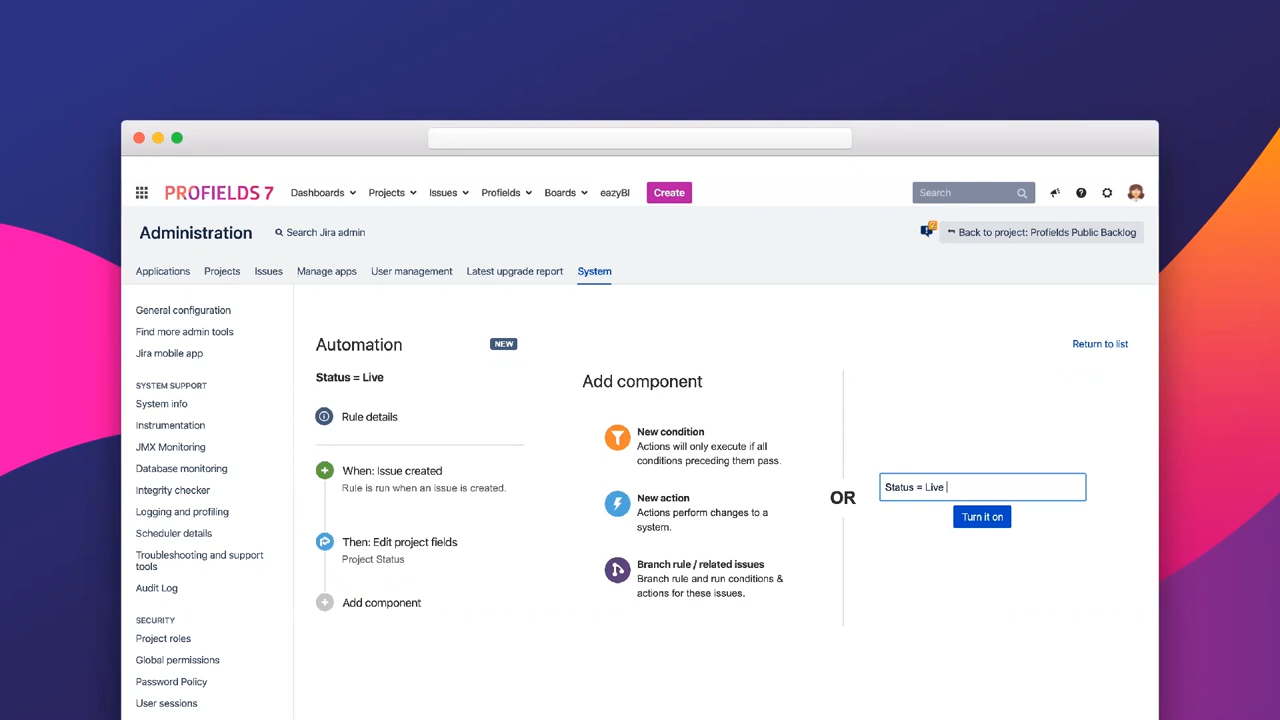 PROFIELDS 7
Dashboards
Projects
Issues
Profields
Boards
eazyBI
Create
Search
Administration
Search Jira admin
Back to project: Profields Public Backlog
Applications
Projects
Issues
Manage apps
User management
Latest upgrade report
System
General configuration
Find more admin tools
Jira mobile app
SYSTEM SUPPORT
System info
Instrumentation
JMX Monitoring
Database monitoring
Integrity checker
Logging and profiling
Scheduler details
Troubleshooting and support
tools
Audit Log
SECURITY
Project roles
Global permissions
Password Policy
User sessions
Automation
NEW
Return to list
Status = Live
Rule details
When: Issue created
Rule is run when an issue is created.
Then: Edit project fields
Project Status
Add component
Add component
New condition
Actions will only execute if all
conditions preceding them pass.
New action
Actions perform changes to a
system.
Branch rule / related issues
Branch rule and run conditions &
actions for these issues.
OR
Status = Live
Turn it on